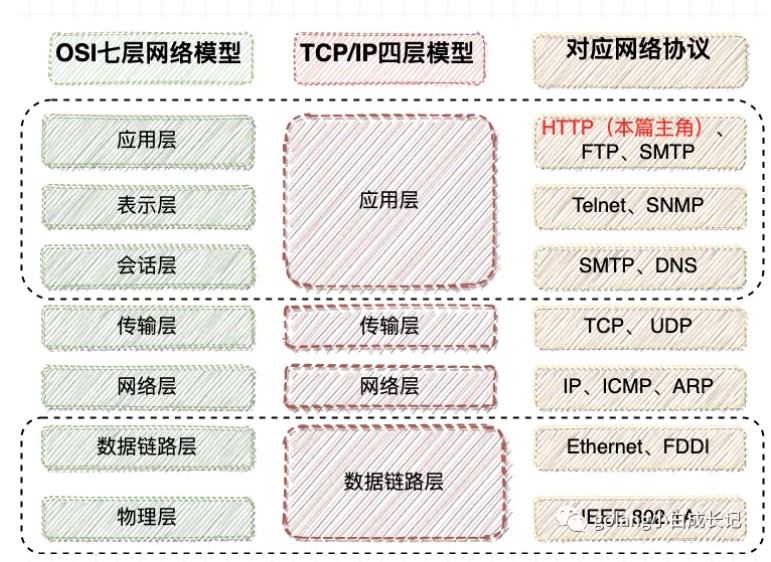 OSI七层网络模型 TCP/IP四层模型 对应网络协议
应用层
表示层
会话层
传输层
网络层
数据链路层
物理层
应用层
传输层
网络层
数据链路层
HTTP（本篇主角）、
FTP、SMTP
Telnet、SNMP
SMTP、DNS
TCP、UDP
IP、ICMP、ARP
Ethernet、FDDI
IEEE 802
golang小白成长记